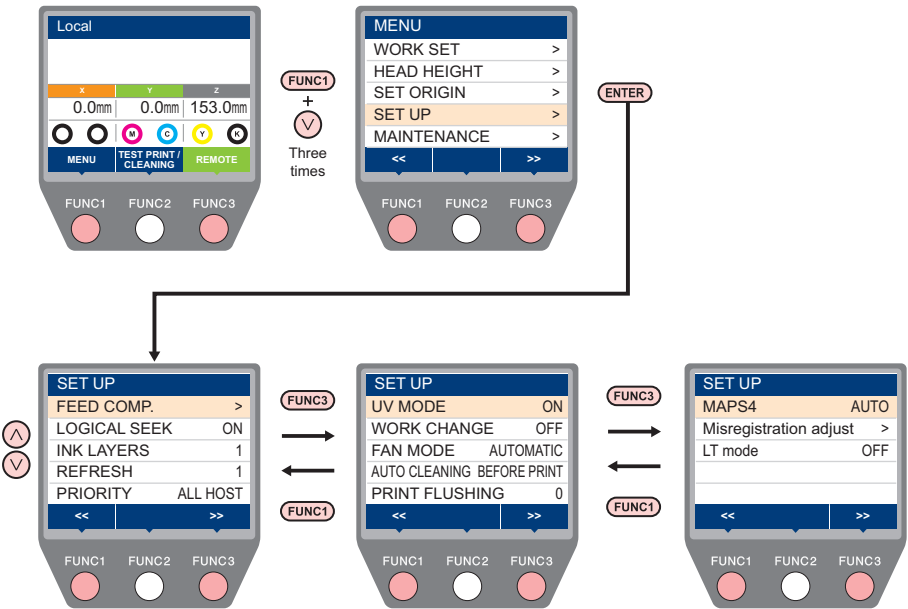 Local
X Y Z
0.0mm 0.0mm 153.0mm
M C Y K
MENU TEST PRINT / CLEANING REMOTE
FUNC1 FUNC2 FUNC3
FUNC1
+
Three
times
MENU
WORK SET >
HEAD HEIGHT >
SET ORIGIN >
SET UP >
MAINTENANCE >
<< >>
FUNC1 FUNC2 FUNC3
ENTER
SET UP
FEED COMP. >
LOGICAL SEEK ON
INK LAYERS 1
REFRESH 1
PRIORITY ALL HOST
<< >>
FUNC1 FUNC2 FUNC3
FUNC3
FUNC1
SET UP
UV MODE ON
WORK CHANGE OFF
FAN MODE AUTOMATIC
AUTO CLEANING BEFORE PRINT
PRINT FLUSHING 0
<< >>
FUNC1 FUNC2 FUNC3
FUNC3
FUNC1
SET UP
MAPS4 AUTO
Misregistration adjust >
LT mode OFF
<< >>
FUNC1 FUNC2 FUNC3